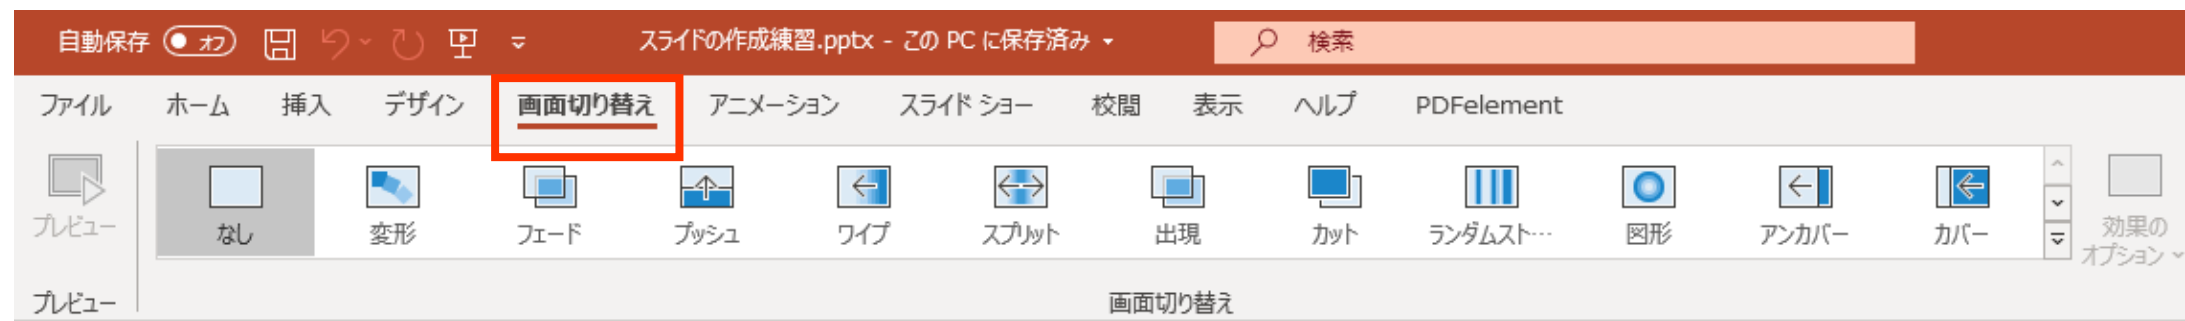 自動保存 オフ スライドの作成練習.pptx - この PC に保存済み 検索
ファイル ホーム 挿入 デザイン 画面切り替え アニメーション スライド ショー 校閲 表示 ヘルプ PDFelement
プレビュー なし 変形 フェード プッシュ ワイプ スプリット 出現 カット ランダムスト… 図形 アンカバー カバー 効果の
オプション
プレビュー 画面切り替え